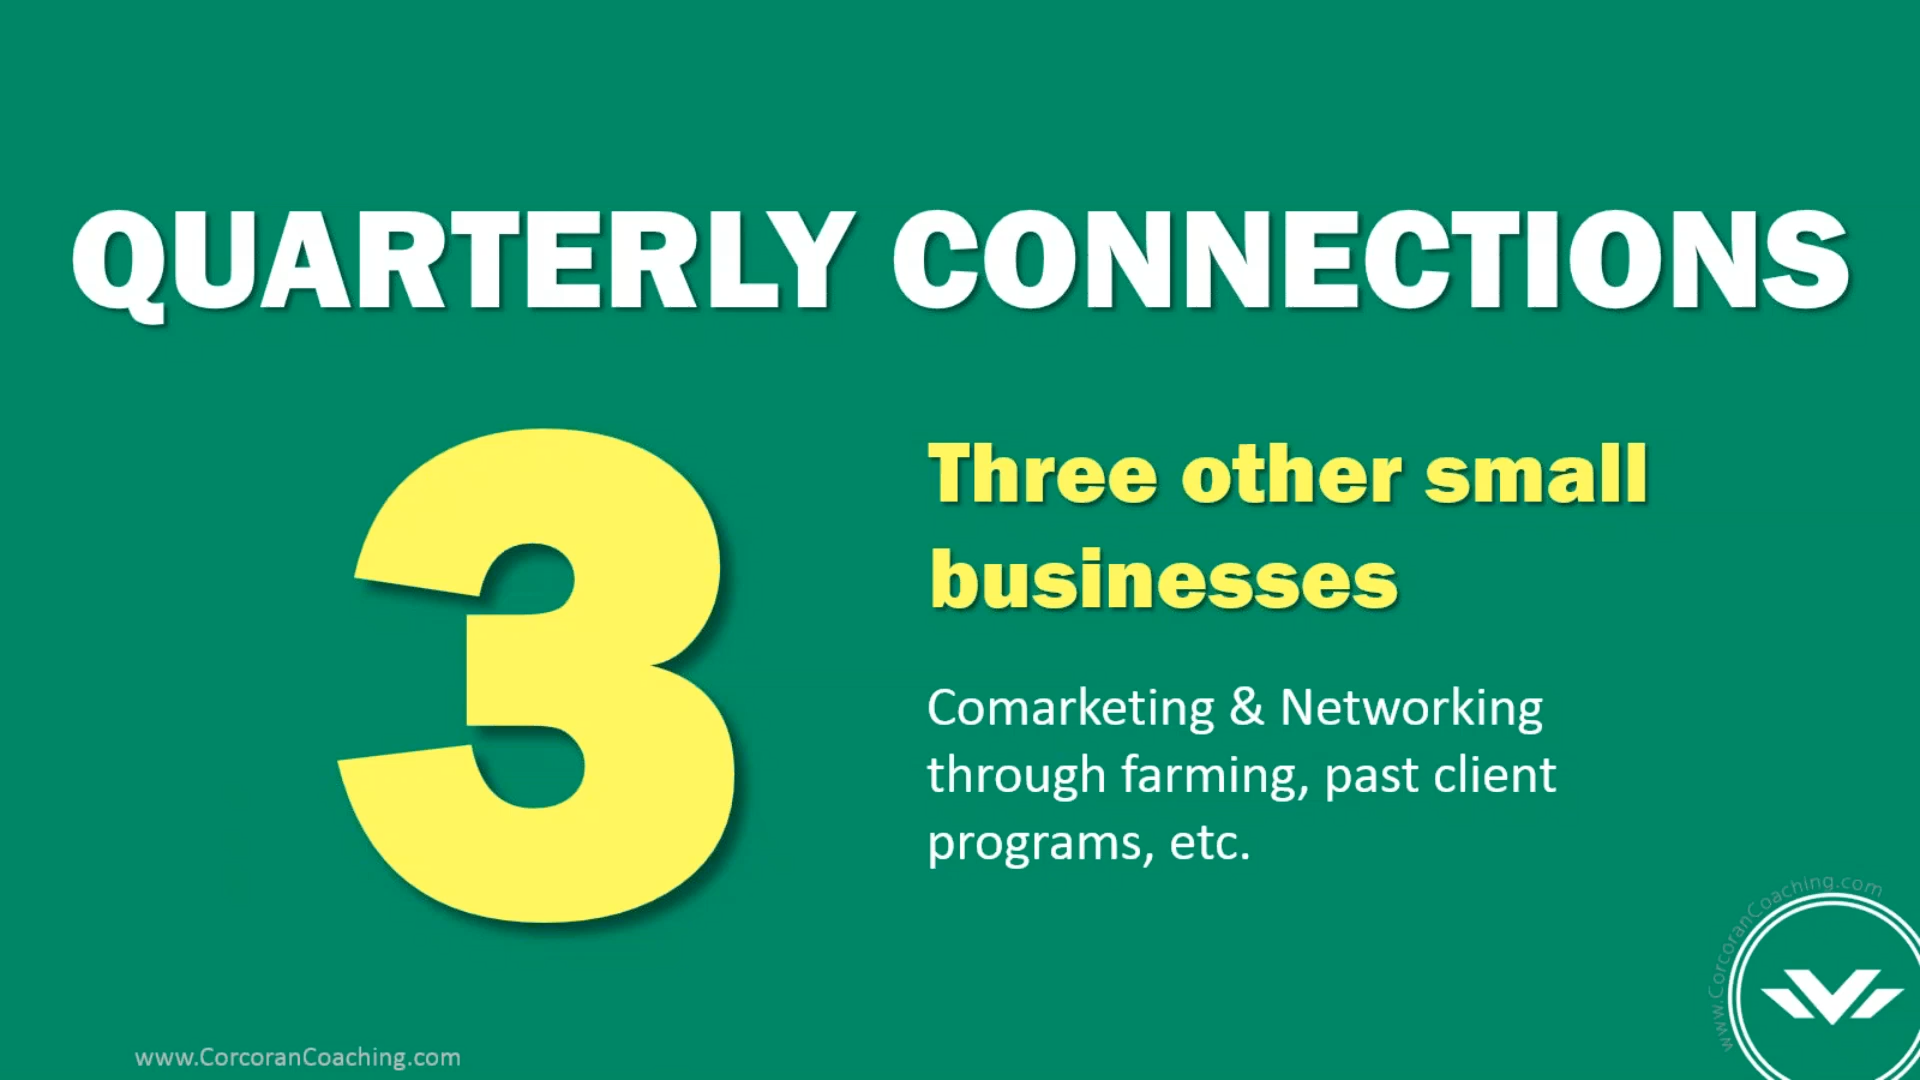 QUARTERLY CONNECTIONS
3
Three other small
businesses
Comarketing & Networking
through farming, past client
programs, etc.
www.CorcoranCoaching.com
www.CorcoranCoaching.com